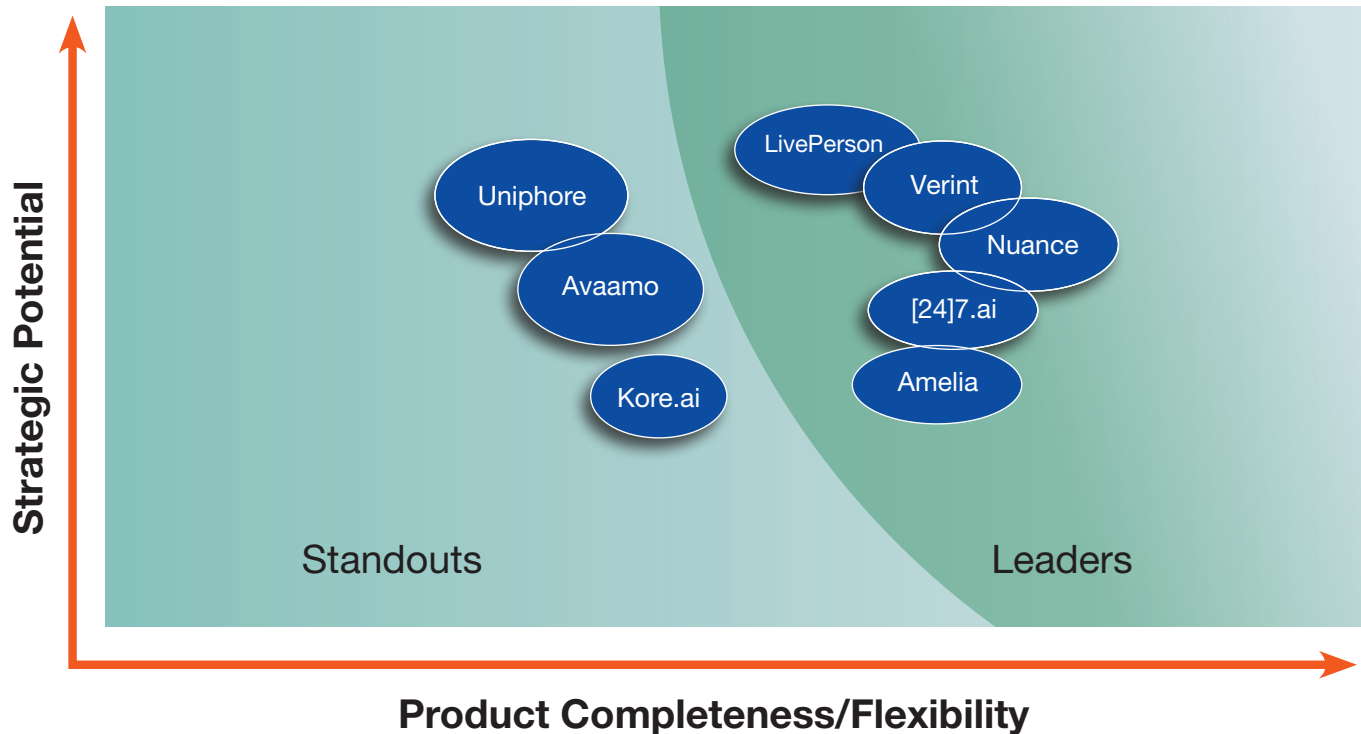 Strategic Potential
LivePerson
Verint
Uniphore
Nuance
Avaamo
[24]7.ai
Amelia
Kore.ai
Standouts
Leaders
Product Completeness/Flexibility